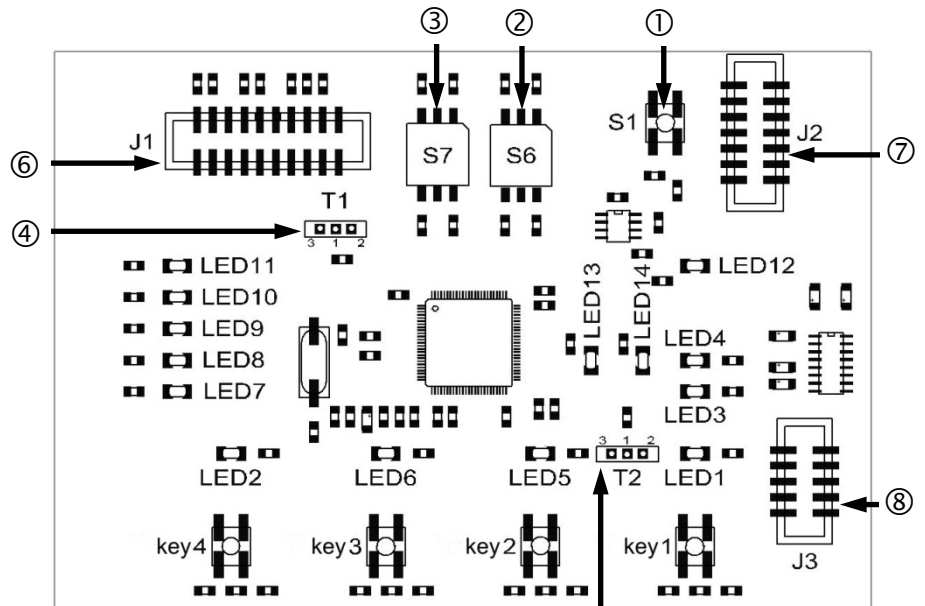 ③ ② ①
J1 S7 S6 S1 J2
⑥ ⑦
T1
④
3 1 2
LED11 LED13 LED14 LED12
LED10
LED9
LED8 LED4
LED7
LED3
3 1 2
LED2 LED6 LED5 T2 LED1
⑧
key4 key3 key2 key1
J3